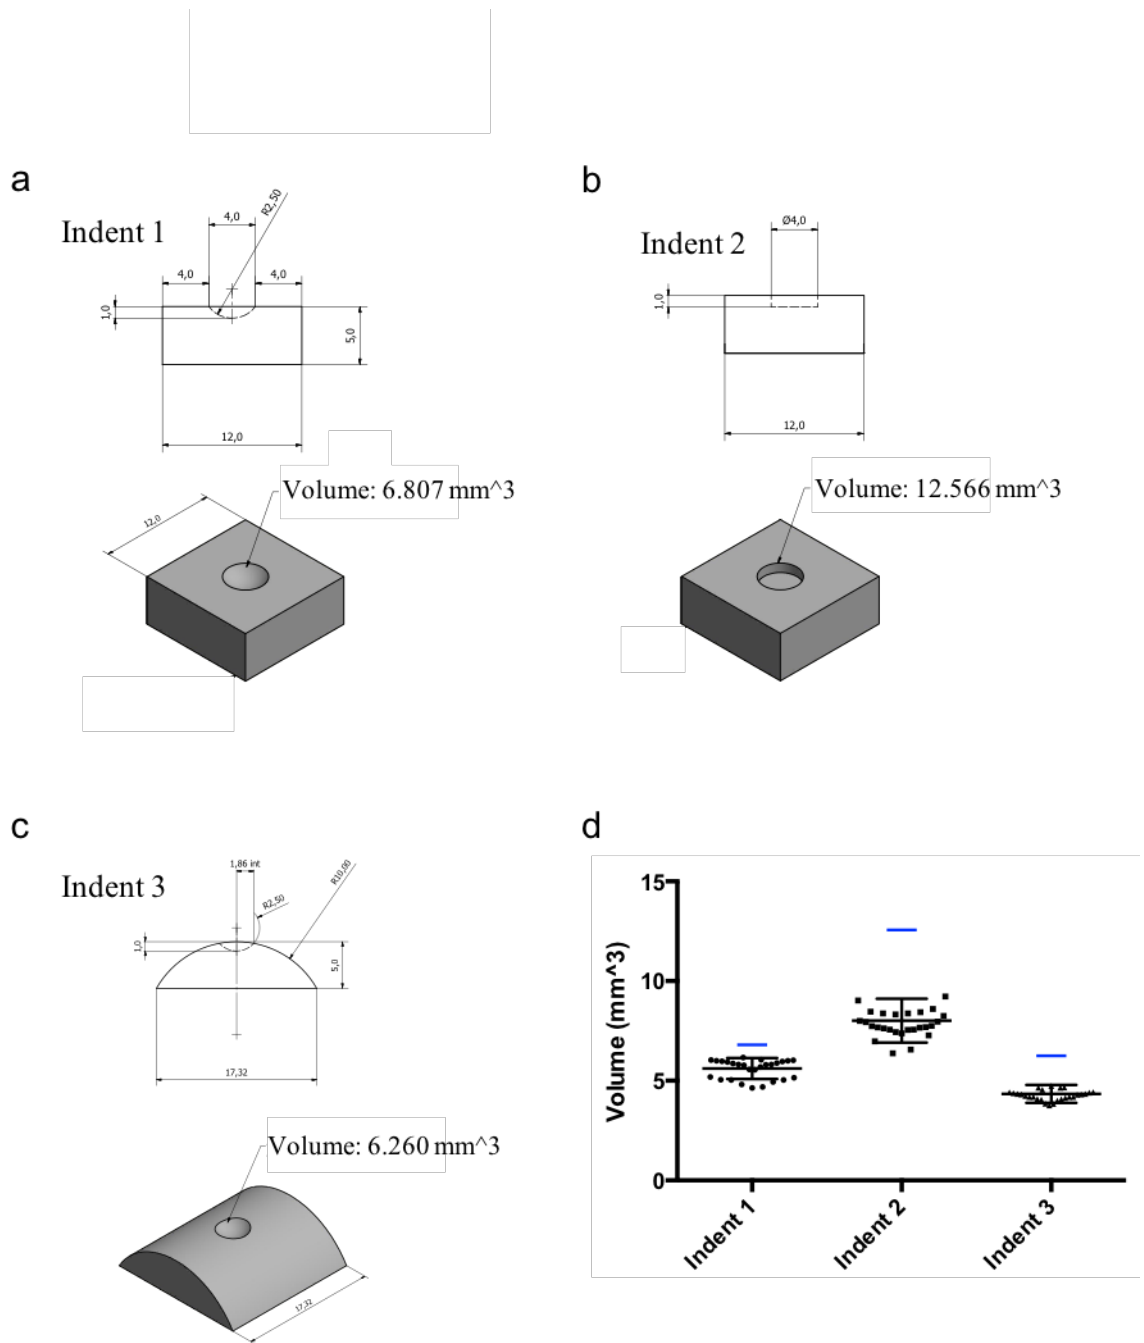 a
Indent 1
R2,50
4,0
4,0
4,0
1,0
5,0
12,0
12,0
Volume: 6.807 mm^3
b
Indent 2
Ø4,0
1,0
12,0
Volume: 12.566 mm^3
c
Indent 3
1,86 int
R10,00
R2,50
1,0
5,0
17,32
Volume: 6.260 mm^3
17,32
d
Volume (mm^3)
15
10
5
0
Indent 1
Indent 2
Indent 3